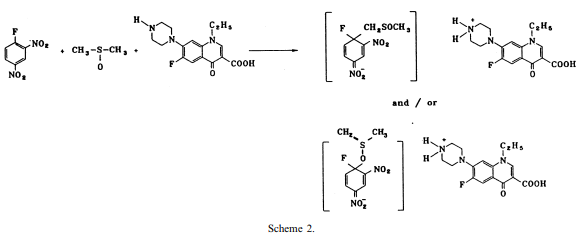 F
NO₂
NO₂
+
CH₃-S-CH₃
O
+
H
N
N
N
C₂H₅
F
O
COOH
F
CH₂SOCH₃
NO₂
NO₂⁻
H
H
N⁺
N
N
C₂H₅
F
O
COOH
and / or
CH₂
CH₃
S
O
F
NO₂
NO₂⁻
H
H
N⁺
N
N
C₂H₅
F
O
COOH
Scheme 2.